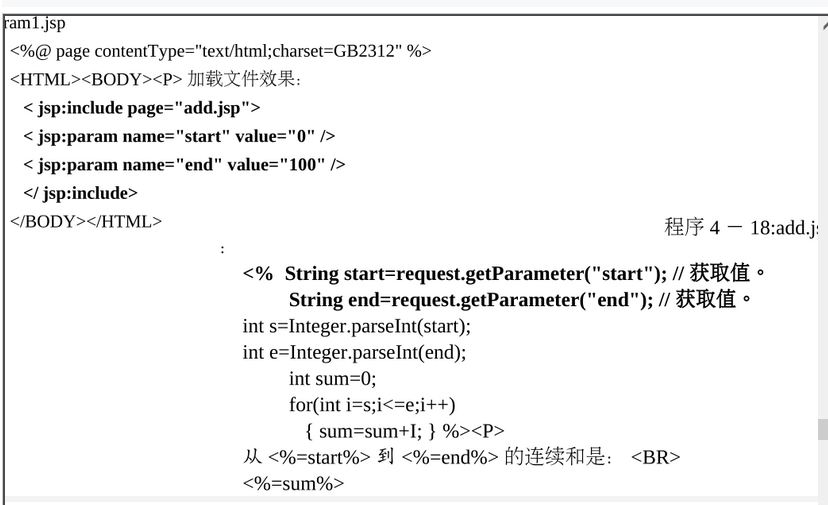 ram1.jsp
<%@ page contentType="text/html;charset=GB2312" %>
<HTML><BODY><P> 加载文件效果：
< jsp:include page="add.jsp">
< jsp:param name="start" value="0" />
< jsp:param name="end" value="100" />
</ jsp:include>
</BODY></HTML>
程序 4 － 18:add.js
：
<% String start=request.getParameter("start"); // 获取值。
String end=request.getParameter("end"); // 获取值。
int s=Integer.parseInt(start);
int e=Integer.parseInt(end);
int sum=0;
for(int i=s;i<=e;i++)
{ sum=sum+I; } %><P>
从 <%=start%> 到 <%=end%> 的连续和是： <BR>
<%=sum%>